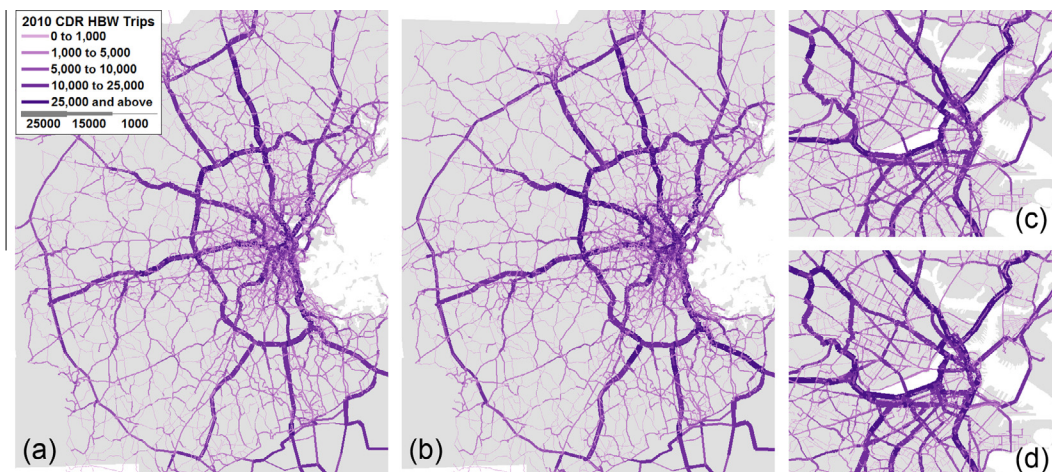 2010 CDR HBW Trips
0 to 1,000
1,000 to 5,000
5,000 to 10,000
10,000 to 25,000
25,000 and above
25000 15000 1000
(a)
(b)
(c)
(d)